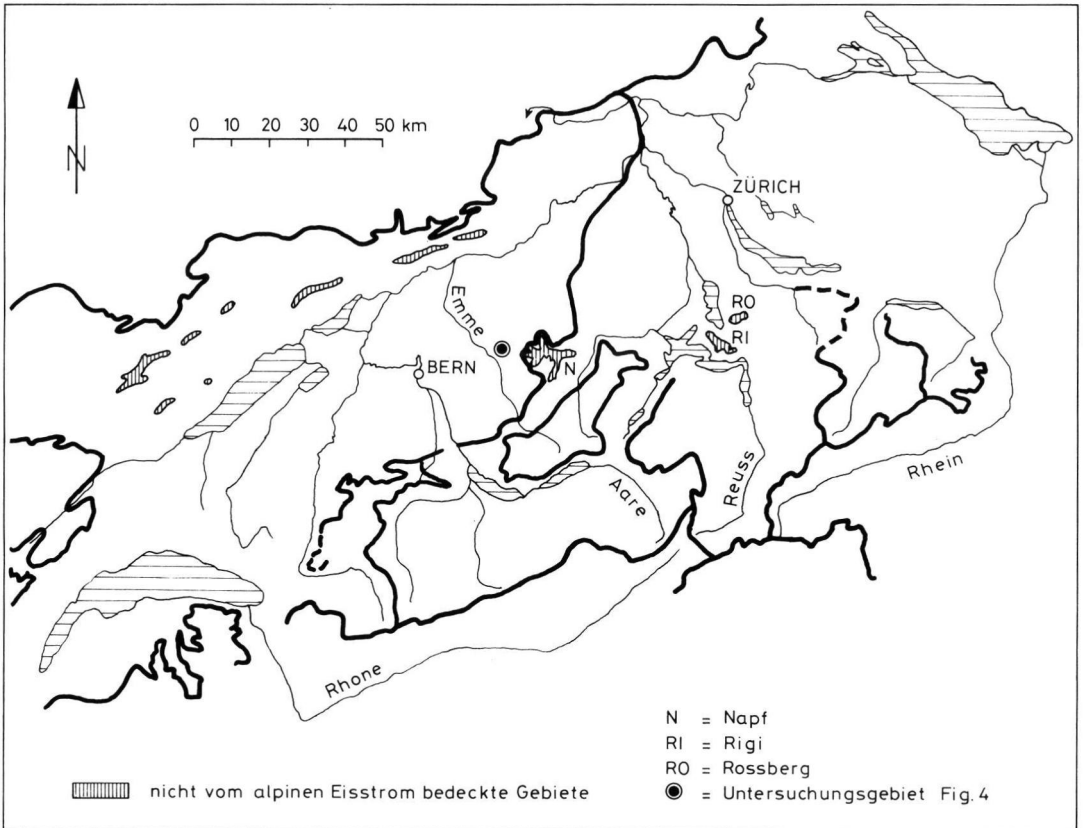 N
0 10 20 30 40 50 km
ZÜRICH
Emme
RO
RI
BERN
N
Aare
Reuss
Rhein
Rhone
N = Napf
RI = Rigi
RO = Rossberg
nicht vom alpinen Eisstrom bedeckte Gebiete
= Untersuchungsgebiet Fig. 4